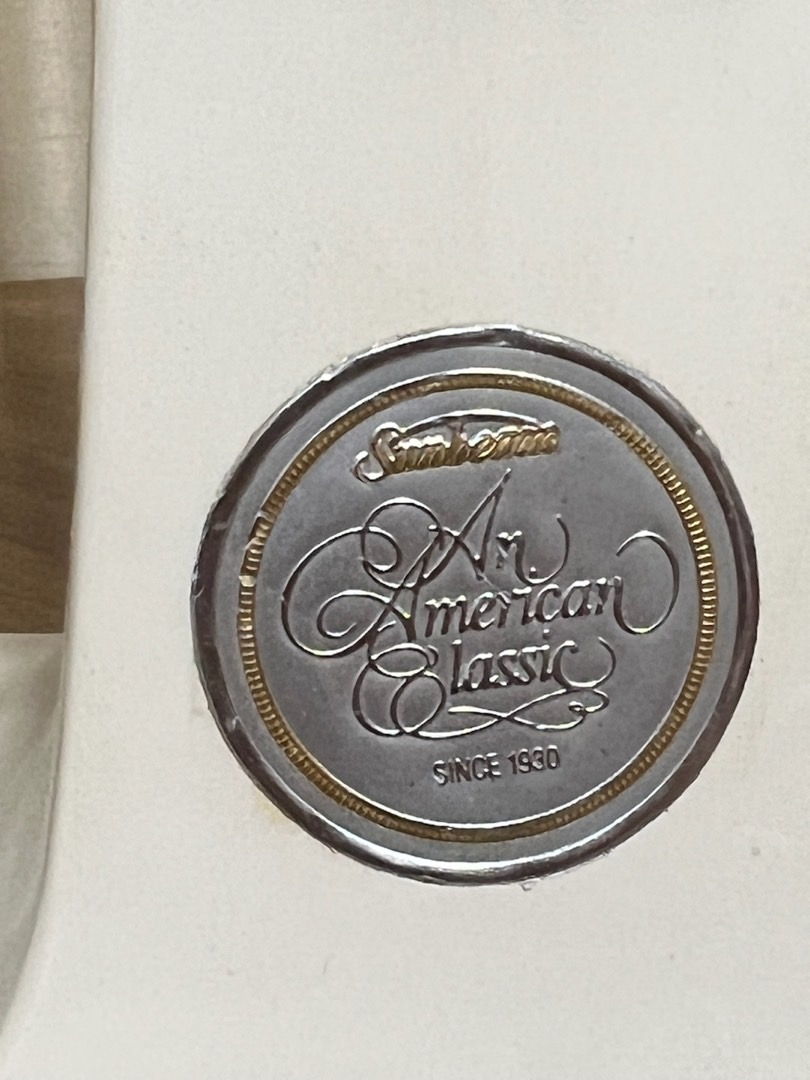 Sunbeam
An
American
Classic
SINCE 1930